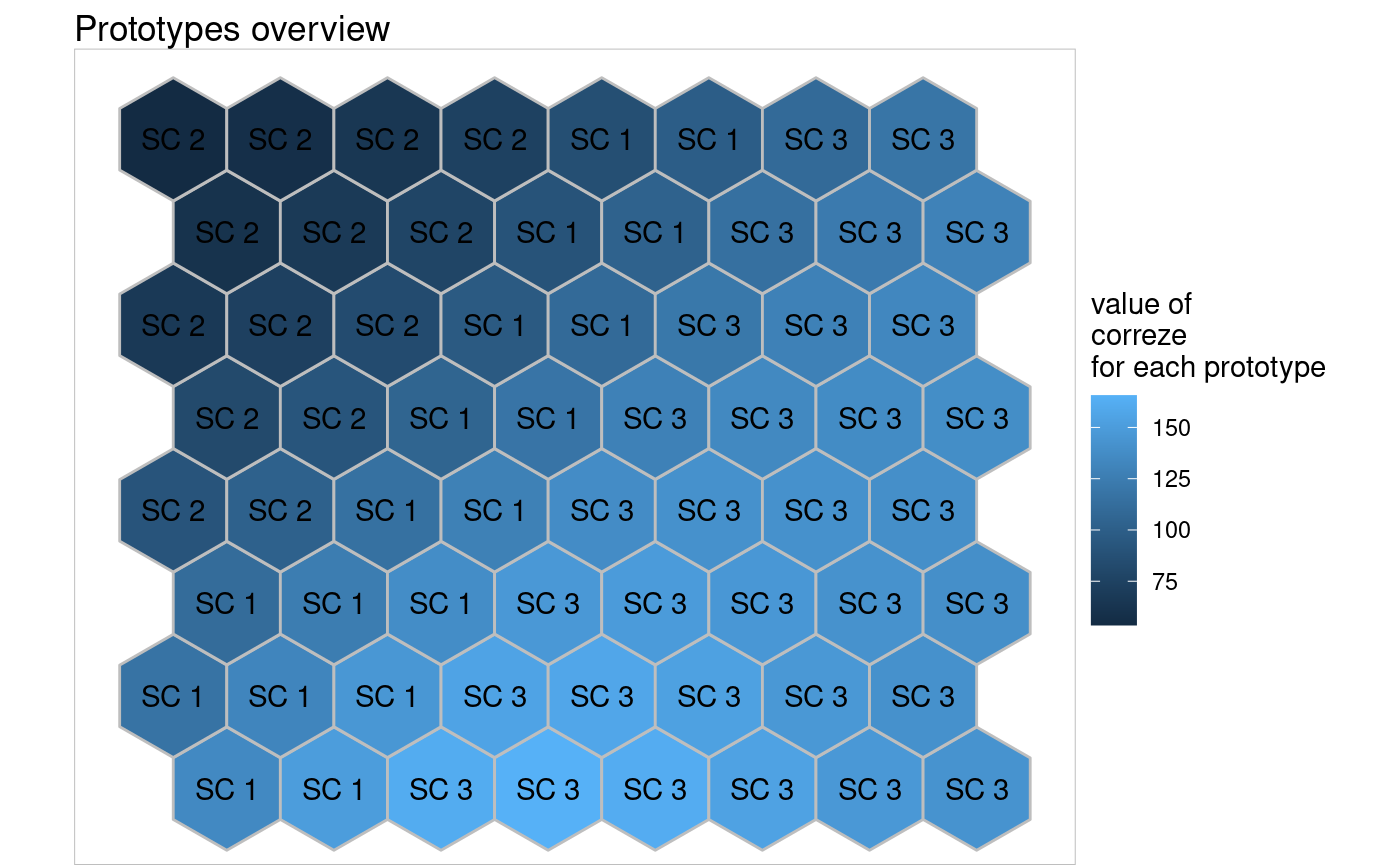 Prototypes overview
SC 2 SC 2 SC 2 SC 2 SC 1 SC 1 SC 3 SC 3
SC 2 SC 2 SC 2 SC 1 SC 1 SC 3 SC 3 SC 3
SC 2 SC 2 SC 2 SC 1 SC 1 SC 3 SC 3 SC 3
SC 2 SC 2 SC 1 SC 1 SC 3 SC 3 SC 3 SC 3
SC 2 SC 2 SC 1 SC 1 SC 3 SC 3 SC 3 SC 3
SC 1 SC 1 SC 1 SC 3 SC 3 SC 3 SC 3 SC 3
SC 1 SC 1 SC 1 SC 3 SC 3 SC 3 SC 3 SC 3
SC 1 SC 1 SC 3 SC 3 SC 3 SC 3 SC 3 SC 3
value of
correze
for each prototype
150
125
100
75